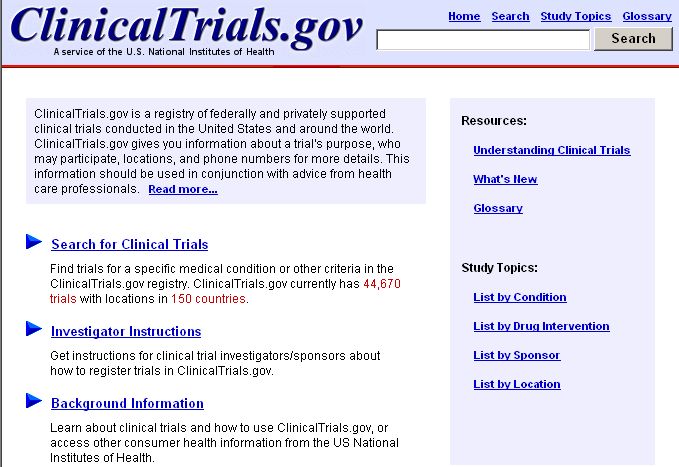 ClinicalTrials.gov
A service of the U.S. National Institutes of Health
Home Search Study Topics Glossary
Search
ClinicalTrials.gov is a registry of federally and privately supported
clinical trials conducted in the United States and around the world.
ClinicalTrials.gov gives you information about a trial's purpose, who
may participate, locations, and phone numbers for more details. This
information should be used in conjunction with advice from health
care professionals. Read more...
Search for Clinical Trials
Find trials for a specific medical condition or other criteria in the
ClinicalTrials.gov registry. ClinicalTrials.gov currently has 44,670
trials with locations in 150 countries.
Investigator Instructions
Get instructions for clinical trial investigators/sponsors about
how to register trials in ClinicalTrials.gov.
Background Information
Learn about clinical trials and how to use ClinicalTrials.gov, or
access other consumer health information from the US National
Institutes of Health.
Resources:
Understanding Clinical Trials
What's New
Glossary
Study Topics:
List by Condition
List by Drug Intervention
List by Sponsor
List by Location